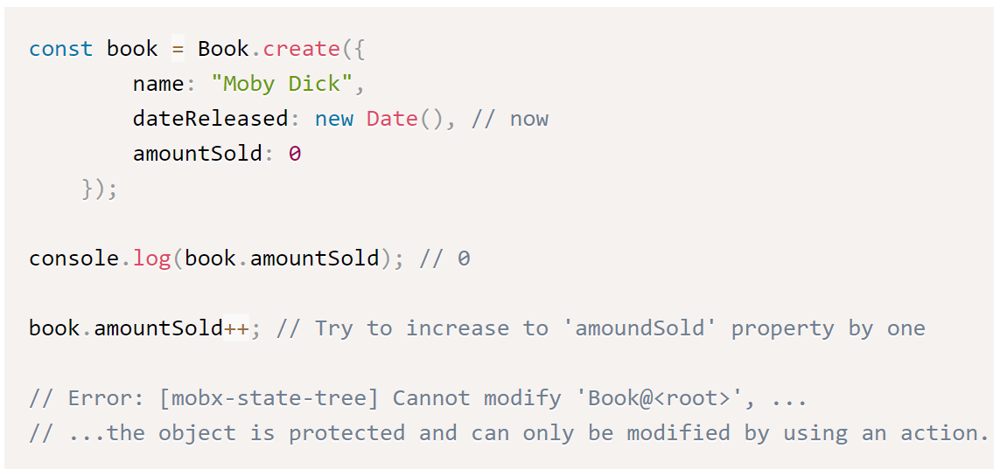 const book = Book.create({
        name: "Moby Dick",
        dateReleased: new Date(), // now
        amountSold: 0
    });

console.log(book.amountSold); // 0

book.amountSold++; // Try to increase to 'amoundSold' property by one

// Error: [mobx-state-tree] Cannot modify 'Book@<root>', ...
// ...the object is protected and can only be modified by using an action.